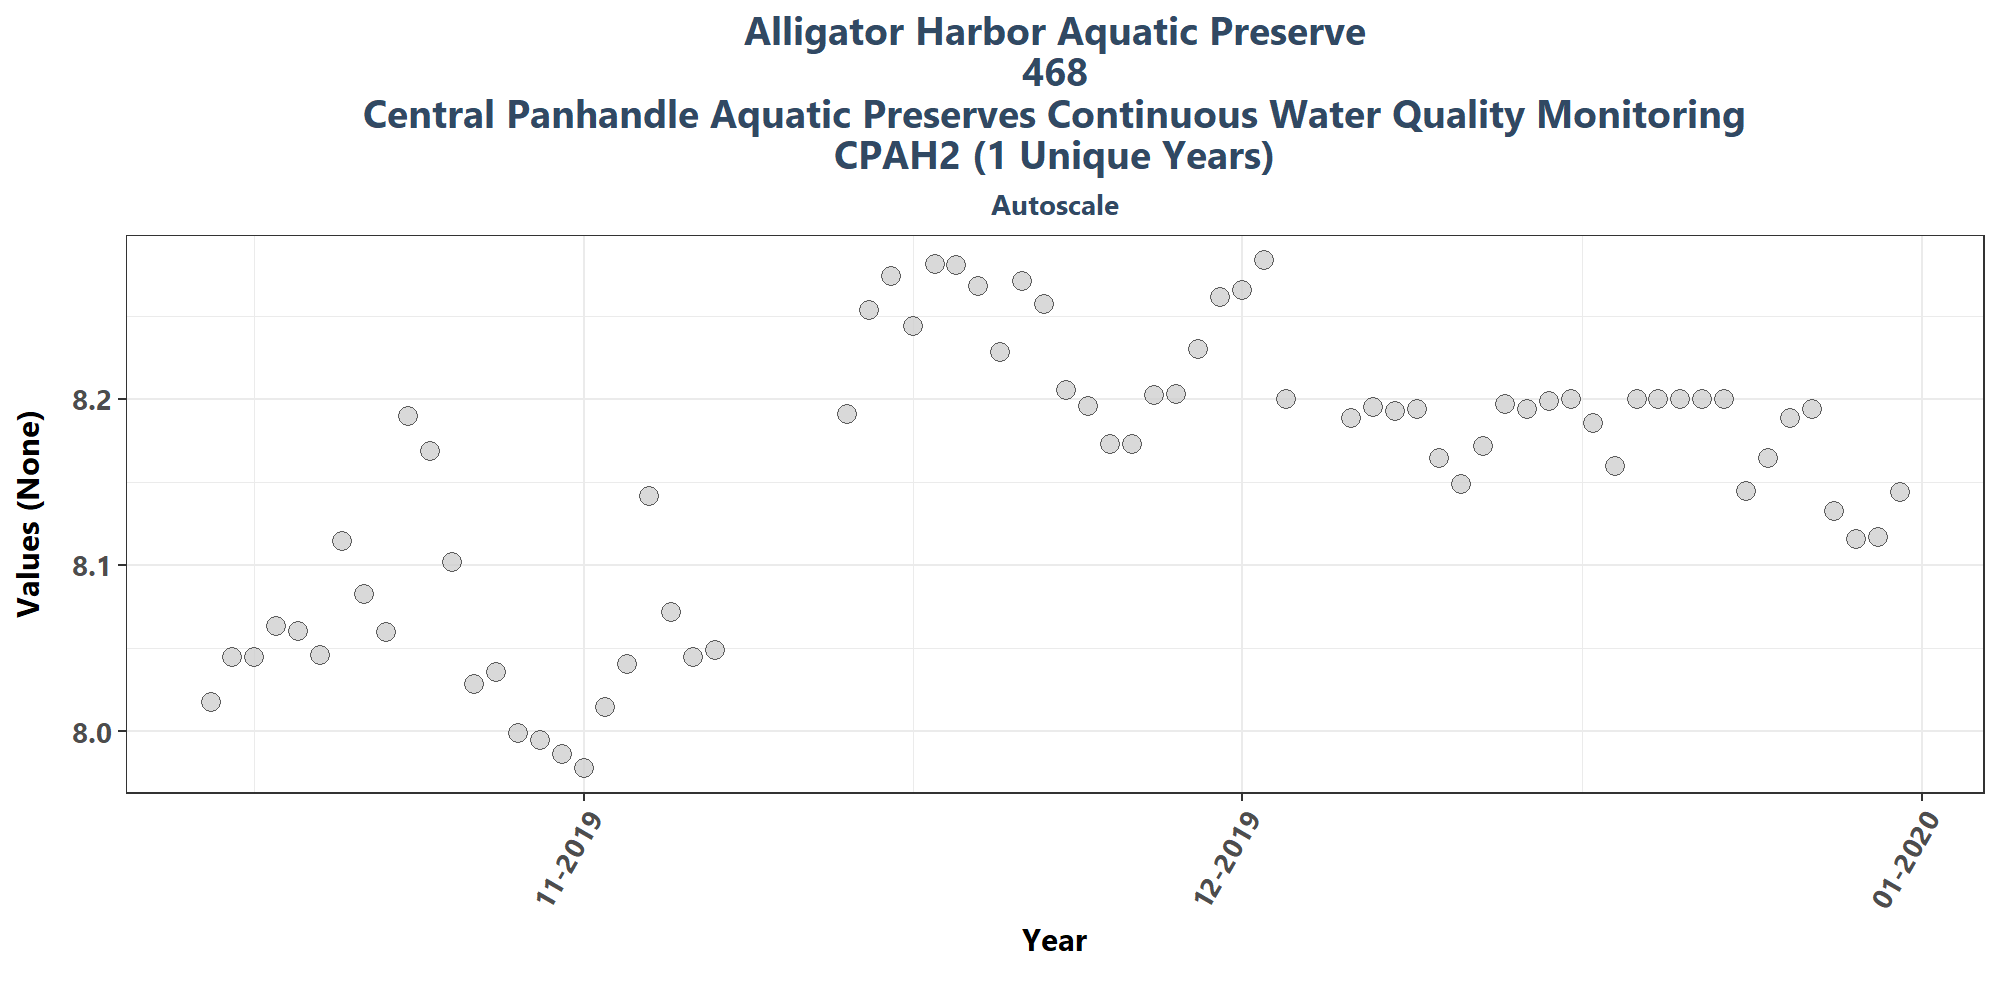 Alligator Harbor Aquatic Preserve
468
Central Panhandle Aquatic Preserves Continuous Water Quality Monitoring
CPAH2 (1 Unique Years)
Autoscale
Values (None)
8.2
8.1
8.0
11-2019
12-2019
01-2020
Year